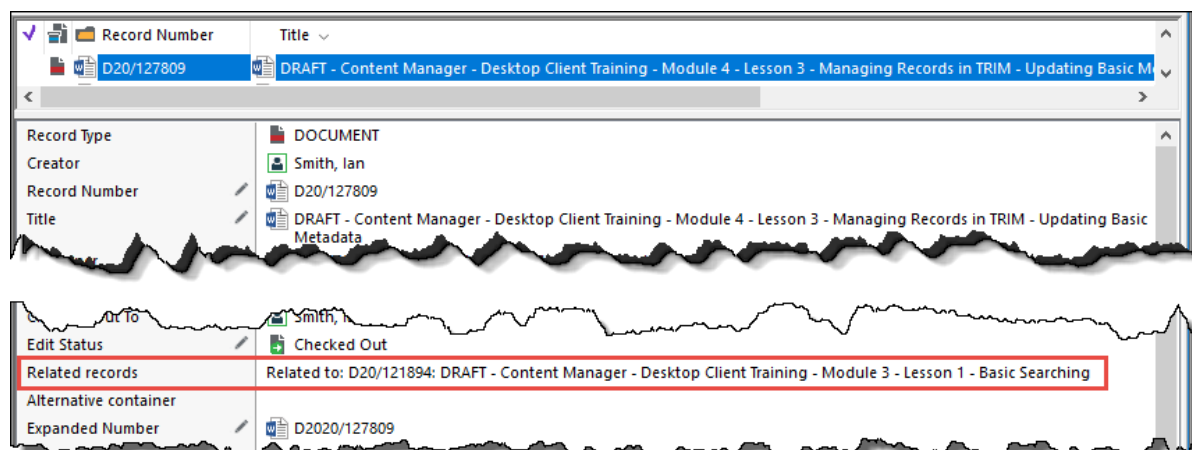 Record Number Title
D20/127809 DRAFT - Content Manager - Desktop Client Training - Module 4 - Lesson 3 - Managing Records in TRIM - Updating Basic
Record Type DOCUMENT
Creator Smith, Ian
Record Number D20/127809
Title DRAFT - Content Manager - Desktop Client Training - Module 4 - Lesson 3 - Managing Records in TRIM - Updating Basic
Metadata
To Smith,
Edit Status Checked Out
Related records Related to: D20/121894: DRAFT - Content Manager - Desktop Client Training - Module 3 - Lesson 1 - Basic Searching
Alternative container
Expanded Number D2020/127809